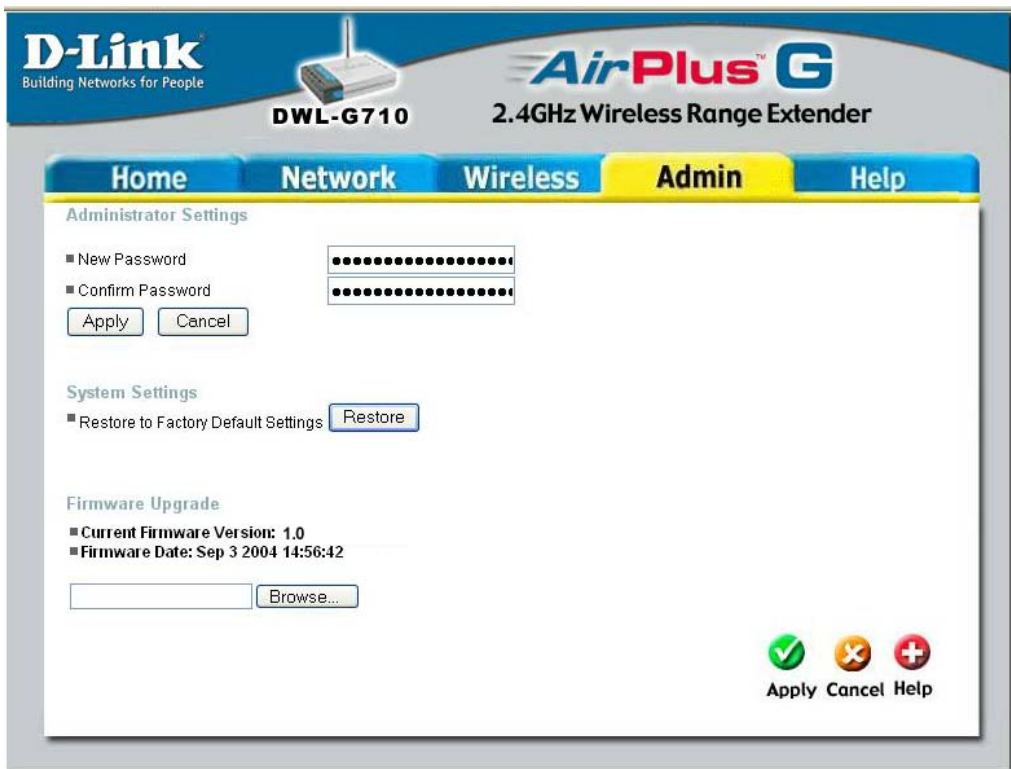 D-Link
Building Networks for People
DWL-G710
AirPlus™ G
2.4GHz Wireless Range Extender
Home Network Wireless Admin Help
Administrator Settings
New Password
Confirm Password
Apply Cancel
System Settings
Restore to Factory Default Settings Restore
Firmware Upgrade
Current Firmware Version: 1.0
Firmware Date: Sep 3 2004 14:56:42
Browse...
Apply Cancel Help